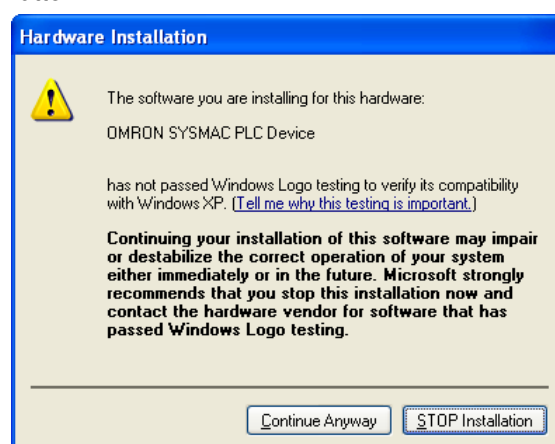 Hardware Installation
The software you are installing for this hardware:
OMRON SYSMAC PLC Device
has not passed Windows Logo testing to verify its compatibility
with Windows XP. (Tell me why this testing is important.)
Continuing your installation of this software may impair
or destabilize the correct operation of your system
either immediately or in the future. Microsoft strongly
recommends that you stop this installation now and
contact the hardware vendor for software that has
passed Windows Logo testing.
Continue Anyway
STOP Installation